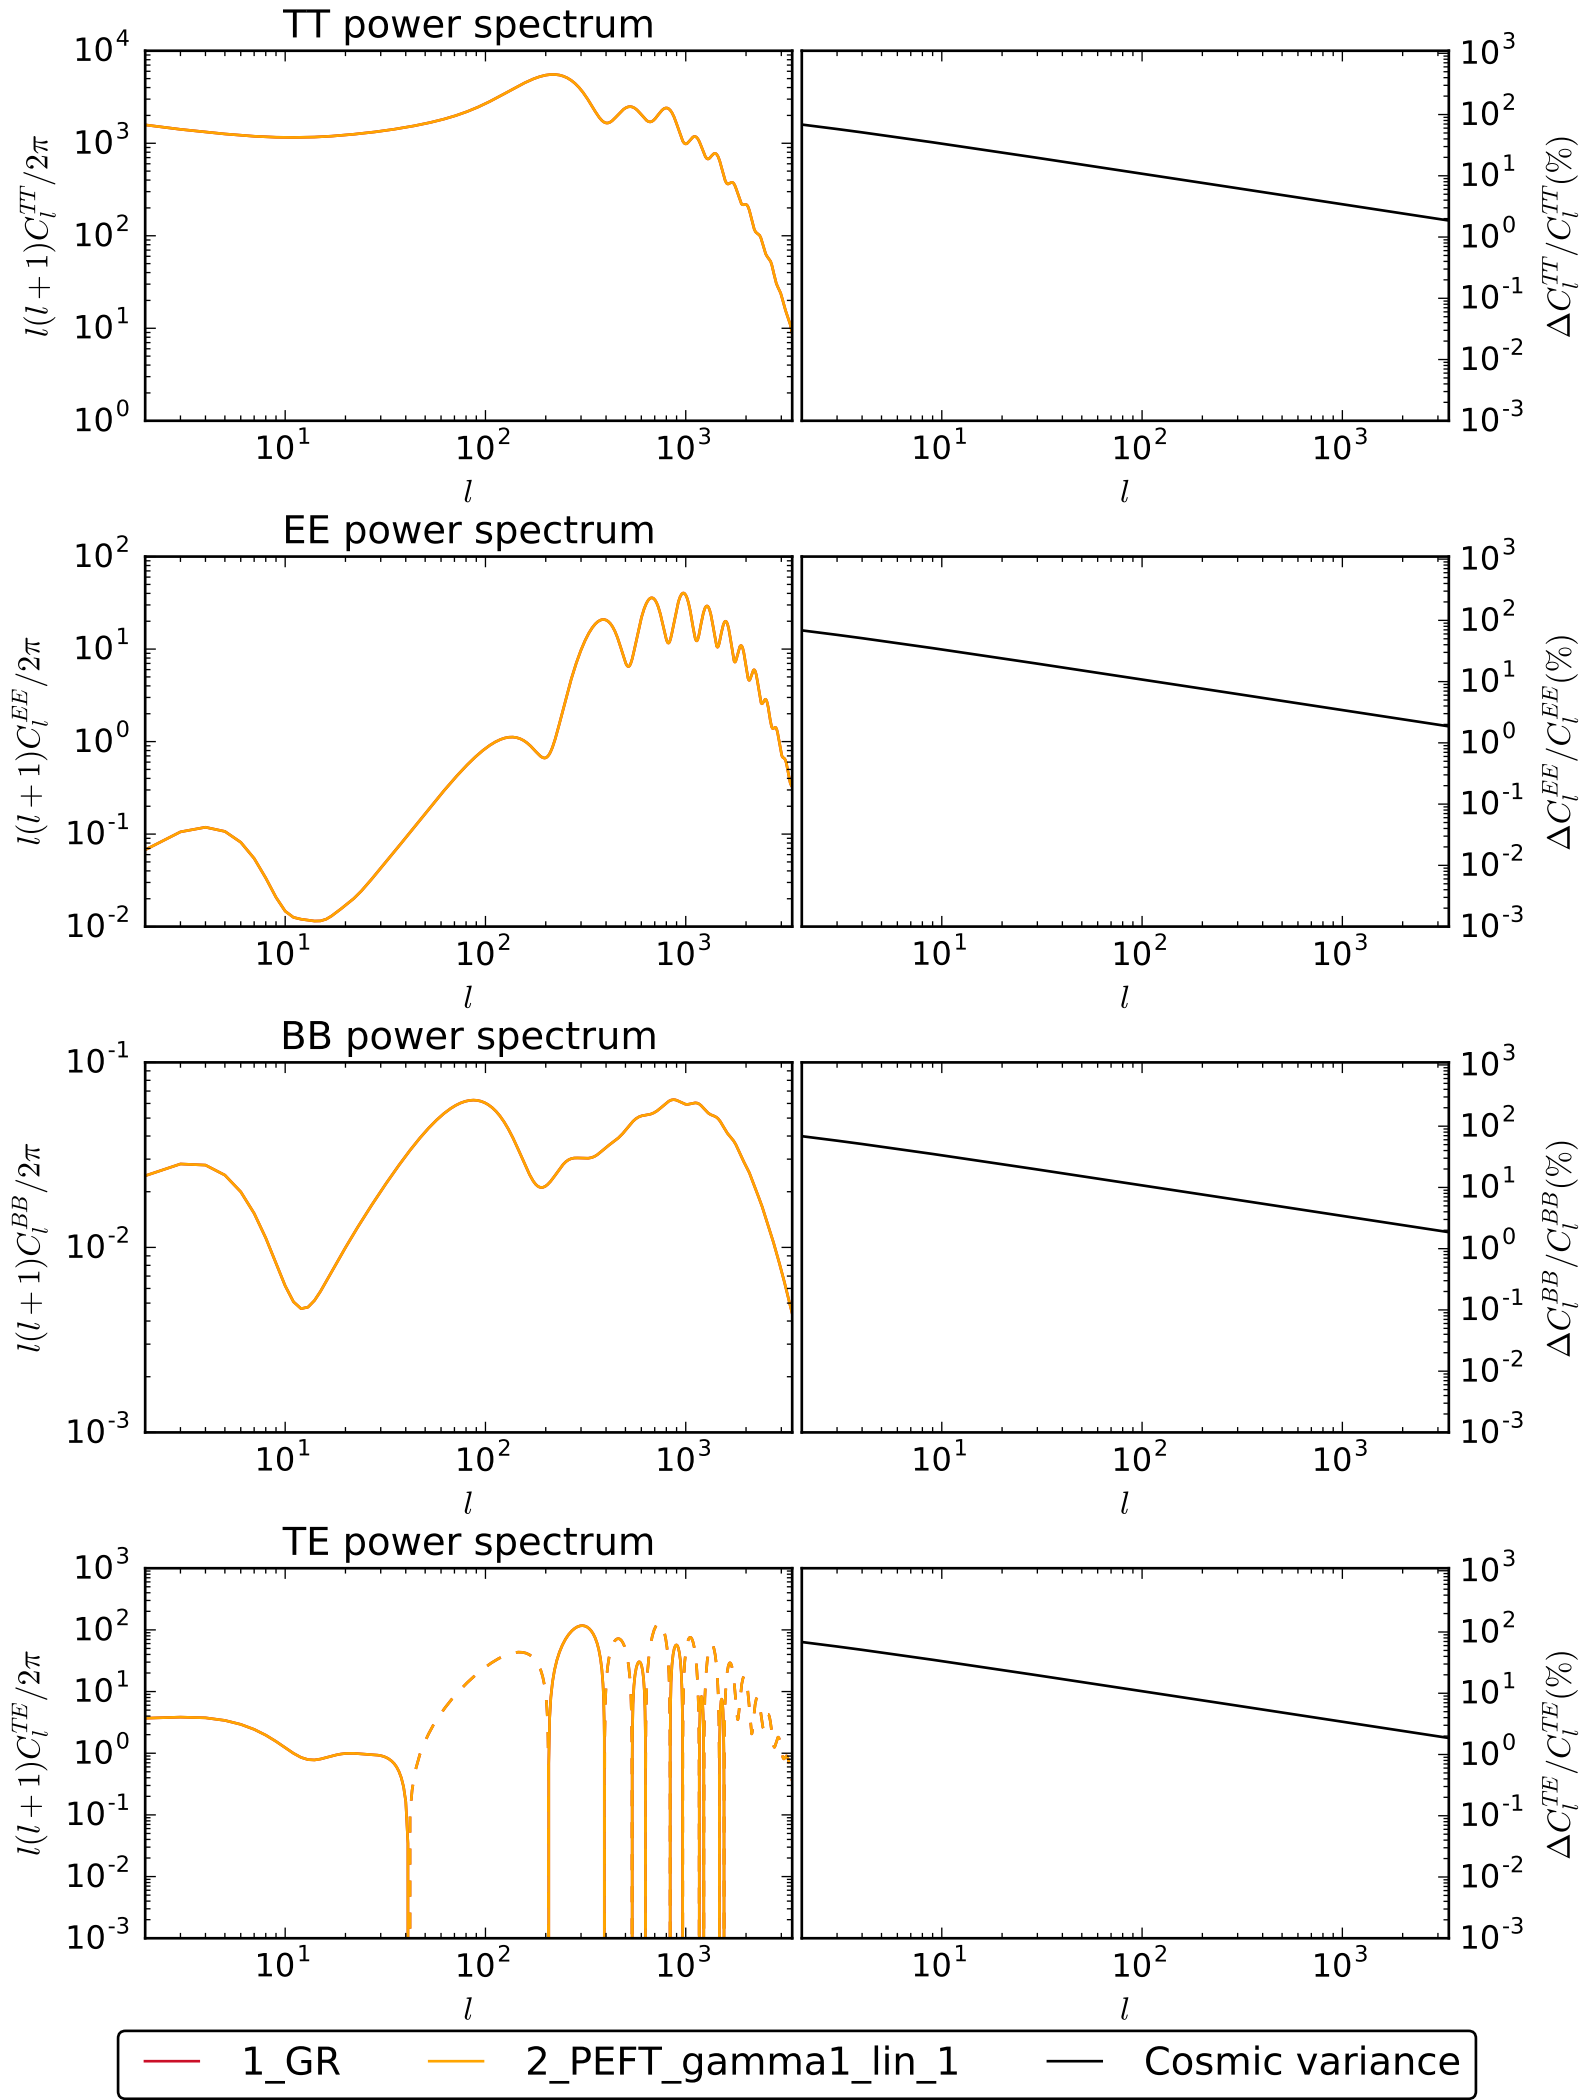 TT power spectrum
10^4
10^3
10^2
10^1
10^0
l(l+1)C_l^{TT}/2π
10^1 10^2 10^3
l
10^3
10^2
10^1
10^0
10^-1
10^-2
10^-3
ΔC_l^{TT}/C_l^{TT}(%)
10^1 10^2 10^3
l
EE power spectrum
10^2
10^1
10^0
10^-1
10^-2
l(l+1)C_l^{EE}/2π
10^1 10^2 10^3
l
10^3
10^2
10^1
10^0
10^-1
10^-2
10^-3
ΔC_l^{EE}/C_l^{EE}(%)
10^1 10^2 10^3
l
BB power spectrum
10^-1
10^-2
10^-3
l(l+1)C_l^{BB}/2π
10^1 10^2 10^3
l
10^3
10^2
10^1
10^0
10^-1
10^-2
10^-3
ΔC_l^{BB}/C_l^{BB}(%)
10^1 10^2 10^3
l
TE power spectrum
10^3
10^2
10^1
10^0
10^-1
10^-2
10^-3
l(l+1)C_l^{TE}/2π
10^1 10^2 10^3
l
10^3
10^2
10^1
10^0
10^-1
10^-2
10^-3
ΔC_l^{TE}/C_l^{TE}(%)
10^1 10^2 10^3
l
1_GR 2_PEFT_gamma1_lin_1 Cosmic variance